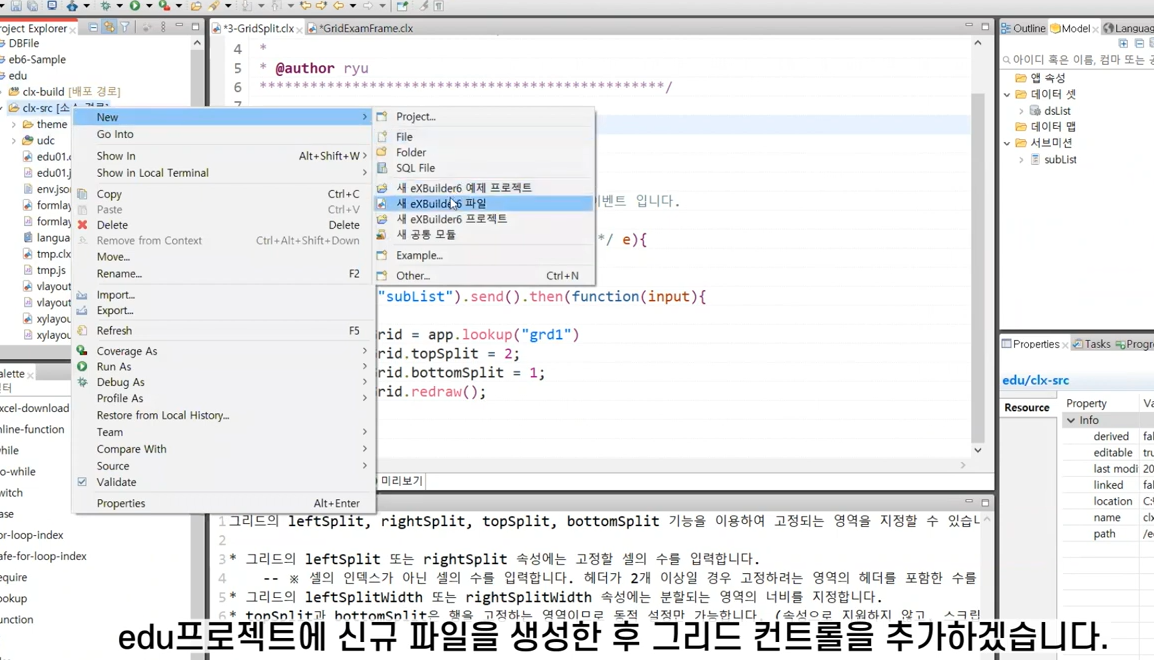 roject Explorer
DBFile
eb6-Sample
edu
clx-build [배포 경로]
clx-src [소스 경로]
theme
udc
edu01.c
edu01.j
env.json
formlay
formlay
langua
tmp.clx
tmp.js
vlayout
vlayout
xylayou
xylayou
New
Go Into
Show In Alt+Shift+W
Show in Local Terminal
Copy Ctrl+C
Paste Ctrl+V
Delete Delete
Remove from Context Ctrl+Alt+Shift+Down
Move...
Rename... F2
Import...
Export...
Refresh F5
Coverage As
Run As
Debug As
Profile As
Restore from Local History...
Team
Compare With
Source
Validate
Properties Alt+Enter
Project...
File
Folder
SQL File
새 eXBuilder6 예제 프로젝트
새 eXBuilder6 파일
새 eXBuilder6 프로젝트
새 공통 모듈
Example...
Other... Ctrl+N
*3-GridSplit.clx *GridExamFrame.clx
4 *
5 * @author ryu
6 *********************************************/
7
이벤트 입니다.
*/ e){
"subList").send().then(function(input){
rid = app.lookup("grd1")
rid.topSplit = 2;
rid.bottomSplit = 1;
rid.redraw();
미리보기
1 그리드의 leftSplit, rightSplit, topSplit, bottomSplit 기능을 이용하여 고정되는 영역을 지정할 수 있습니
2
3 * 그리드의 leftSplit 또는 rightSplit 속성에는 고정할 셀의 수를 입력합니다.
4 -- ※ 셀의 인덱스가 아닌 셀의 수를 입력합니다. 헤더가 2개 이상일 경우 고정하려는 영역의 헤더를 포함한 수를
5 * 그리드의 leftSplitWidth 또는 rightSplitWidth 속성에는 분할되는 영역의 너비를 지정합니다.
6 * topSplit과 bottomSplit은 행을 고정하는 영역이므로 동적 설정만 가능합니다. (속성으로 지원하지 않고, 스크립
alette
터
xcel-download
nline-function
hile
o-while
witch
ase
or-loop-index
afe-for-loop-index
equire
ookup
unction
Outline Model Languag
아이디 혹은 이름, 컴마 또는 공
앱 속성
데이터 셋
dsList
데이터 맵
서브미션
subList
Properties Tasks Progr
edu/clx-src
Resource
Property Va
Info
derived fal
editable tru
last modi 20
linked fal
location C:\
name clx
path /e
edu프로젝트에 신규 파일을 생성한 후 그리드 컨트롤을 추가하겠습니다.